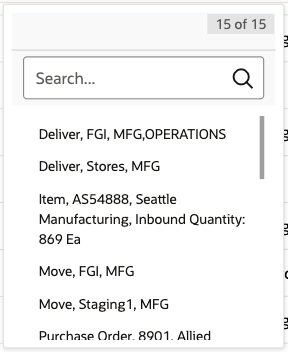 15 of 15
Search...
Deliver, FGI, MFG,OPERATIONS
Deliver, Stores, MFG
Item, AS54888, Seattle
Manufacturing, Inbound Quantity:
869 Ea
Move, FGI, MFG
Move, Staging1, MFG
Purchase Order, 8901, Allied